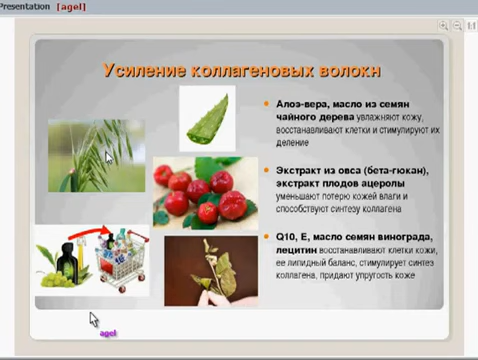 Presentation [agel]
Усиление коллагеновых волокн
Алоэ-вера, масло из семян
чайного дерева увлажняют кожу,
восстанавливают клетки и стимулируют их
деление
Экстракт из овса (бета-гюкан),
экстракт плодов ацеролы
уменьшают потерю кожей влаги и
способствуют синтезу коллагена
Q10, E, масло семян винограда,
лецитин восстанавливают клетки кожи,
ее липидный баланс, стимулирует синтез
коллагена, придают упругость коже
agel